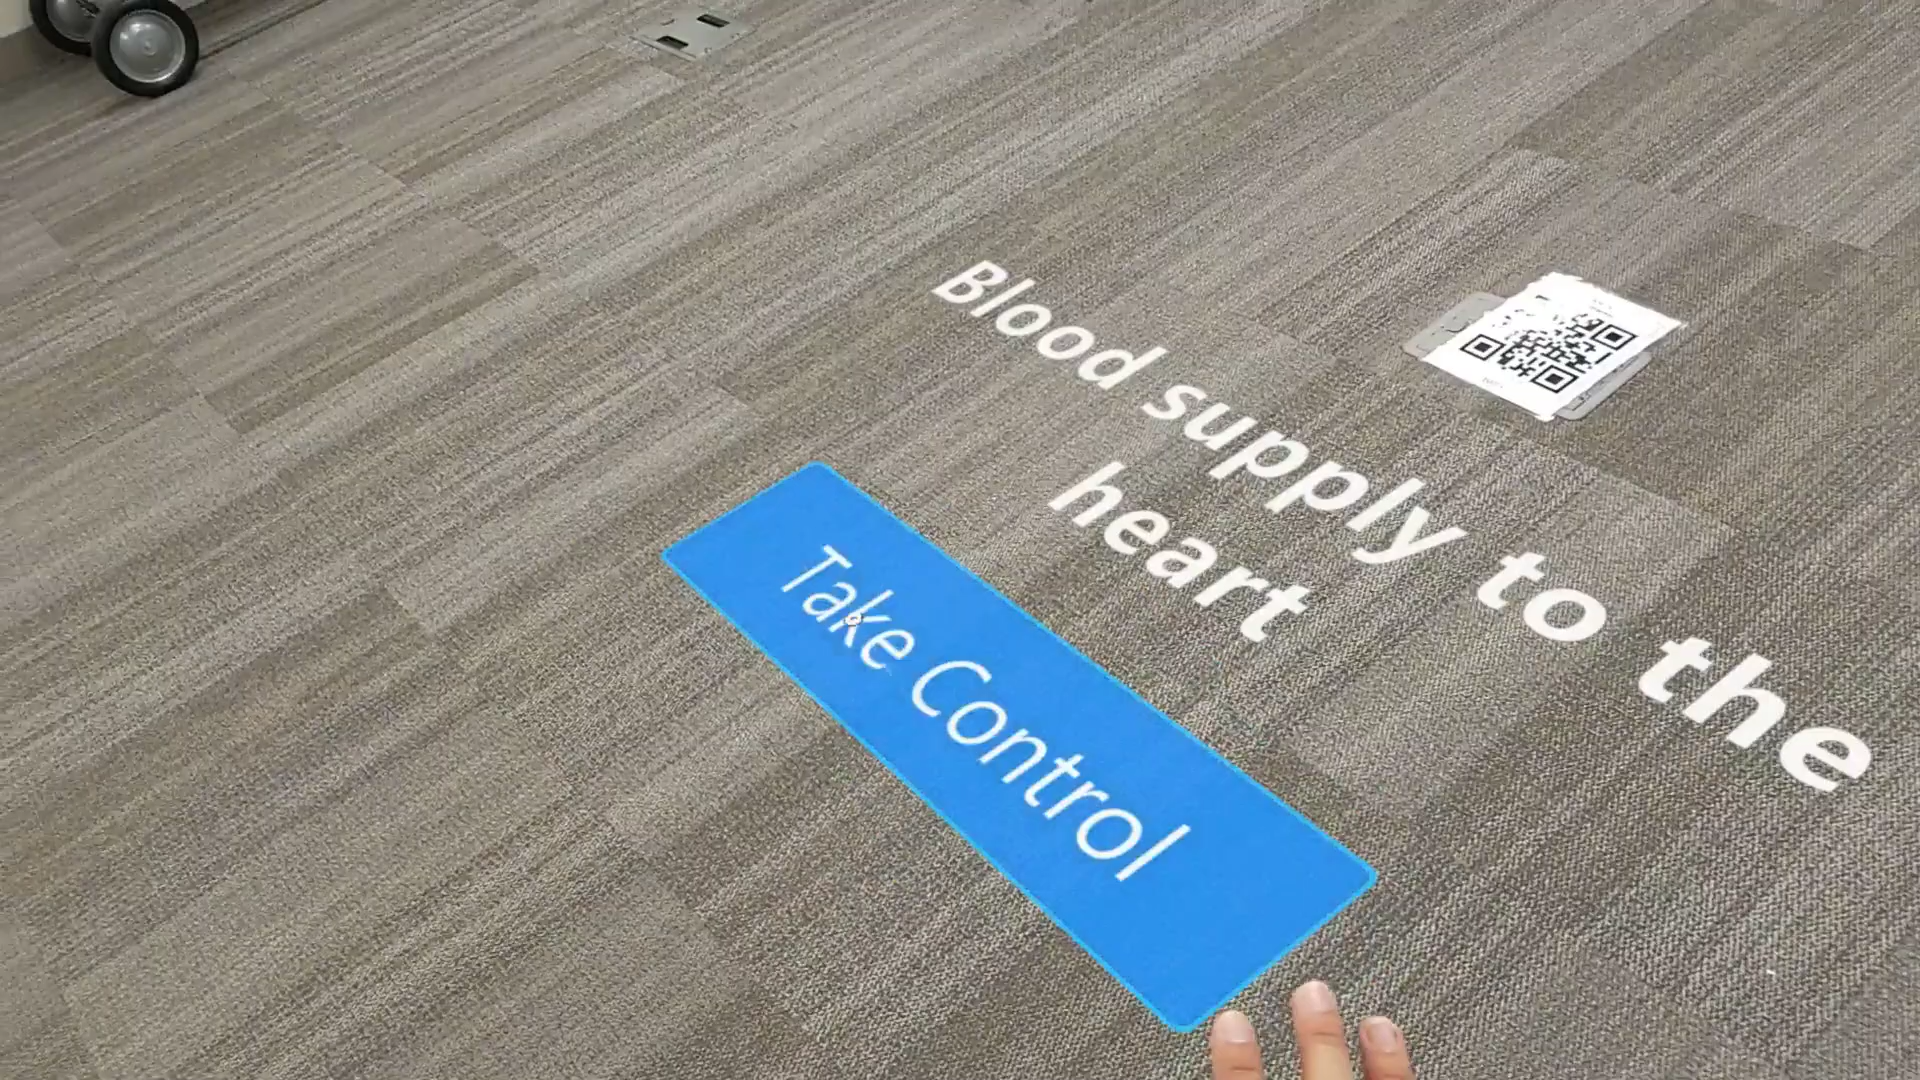 Blood supply to the
heart
Take Control